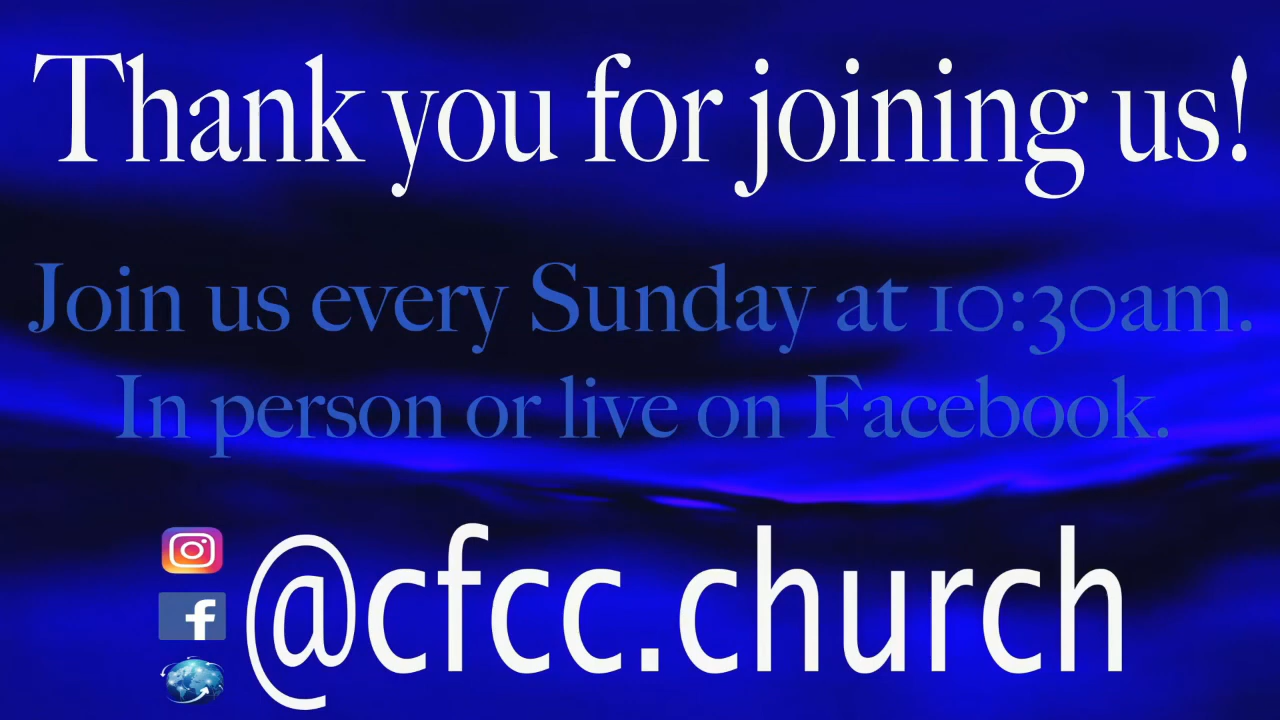 Thank you for joining us!
Join us every Sunday at 10:30am.
In person or live on Facebook.
@cfcc.church